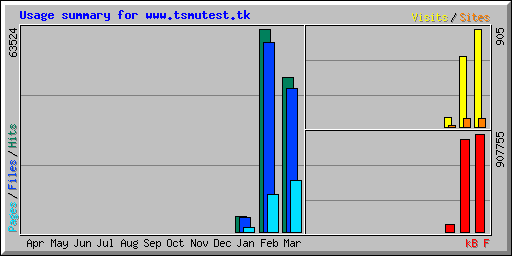 Usage summary for www.tsmutest.tk
Visits / Sites
63524
905
Pages / Files / Hits
907755
Apr May Jun Jul Aug Sep Oct Nov Dec Jan Feb Mar
kB F